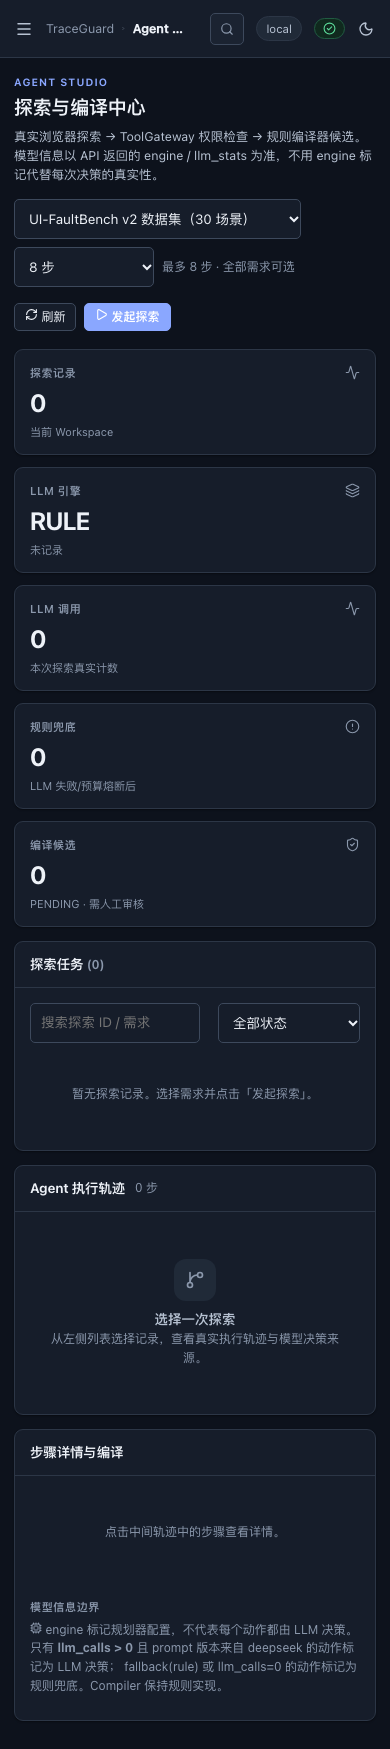 TraceGuard · Agent ... local
AGENT STUDIO
探索与编译中心
真实浏览器探索 → ToolGateway 权限检查 → 规则编译器候选。
模型信息以 API 返回的 engine / llm_stats 为准，不用 engine 标
记代替每次决策的真实性。
UI-FaultBench v2 数据集（30 场景）
8 步 最多 8 步 · 全部需求可选
刷新 发起探索
探索记录
0
当前 Workspace
LLM 引擎
RULE
未记录
LLM 调用
0
本次探索真实计数
规则兜底
0
LLM 失败/预算熔断后
编译候选
0
PENDING · 需人工审核
探索任务 (0)
搜索探索 ID / 需求 全部状态
暂无探索记录。选择需求并点击「发起探索」。
Agent 执行轨迹 0 步
选择一次探索
从左侧列表选择记录，查看真实执行轨迹与模型决策来
源。
步骤详情与编译
点击中间轨迹中的步骤查看详情。
模型信息边界
engine 标记规划器配置，不代表每个动作都由 LLM 决策。
只有 llm_calls > 0 且 prompt 版本来自 deepseek 的动作标
记为 LLM 决策； fallback(rule) 或 llm_calls=0 的动作标记为
规则兜底。Compiler 保持规则实现。